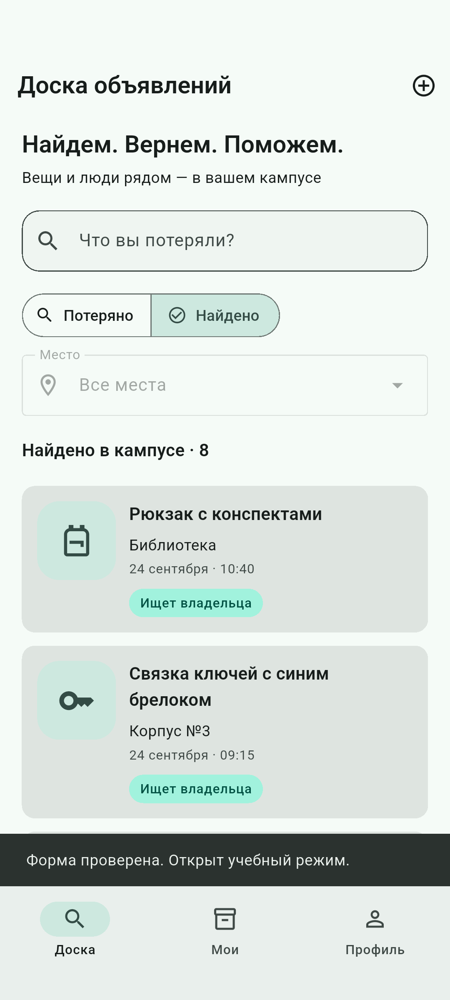 Доска объявлений
Найдем. Вернем. Поможем.
Вещи и люди рядом — в вашем кампусе
Что вы потеряли?
Потеряно
Найдено
Место
Все места
Найдено в кампусе · 8
Рюкзак с конспектами
Библиотека
24 сентября · 10:40
Ищет владельца
Связка ключей с синим
брелоком
Корпус №3
24 сентября · 09:15
Ищет владельца
Форма проверена. Открыт учебный режим.
Доска
Мои
Профиль